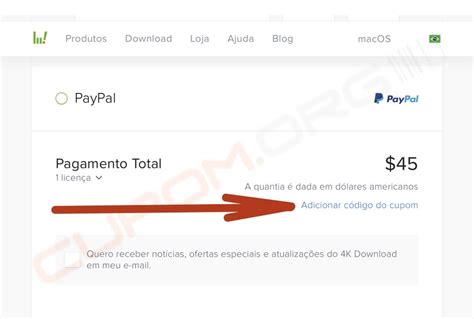 Produtos Download Loja Ajuda Blog macOS
PayPal PayPal
Pagamento Total $45
1 licença
A quantia é dada em dólares americanos
Adicionar código do cupom
Quero receber notícias, ofertas especiais e atualizações do 4K Download
em meu e-mail.
CUPOM.ORG